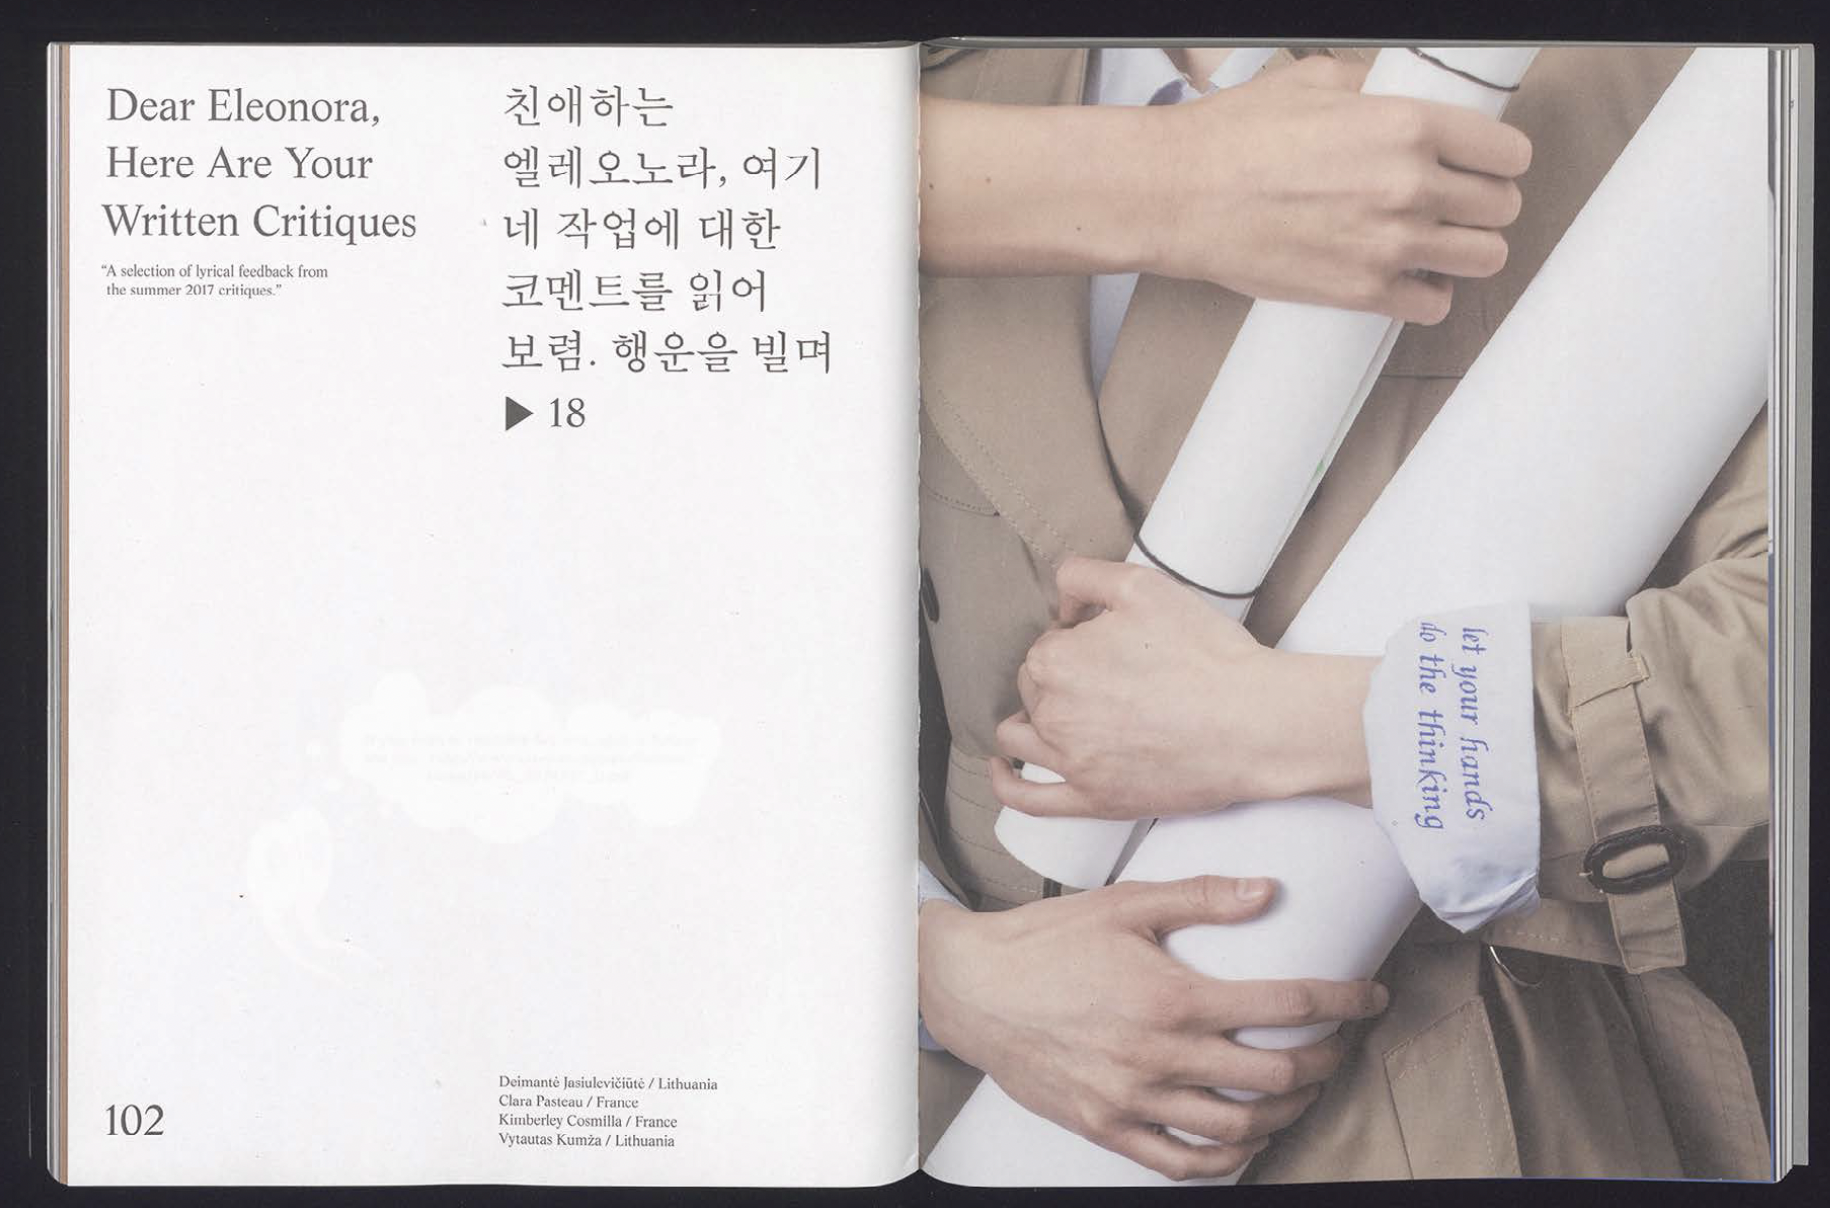 Dear Eleonora,
Here Are Your
Written Critiques
“A selection of lyrical feedback from
the summer 2017 critiques.”
친애하는
엘레오노라, 여기
네 작업에 대한
코멘트를 읽어
보렴. 행운을 빌며
▶ 18
102
Deimantė Jasiulevičiūtė / Lithuania
Clara Pasteau / France
Kimberley Cosmilla / France
Vytautas Kumža / Lithuania
let your hands
do the thinking